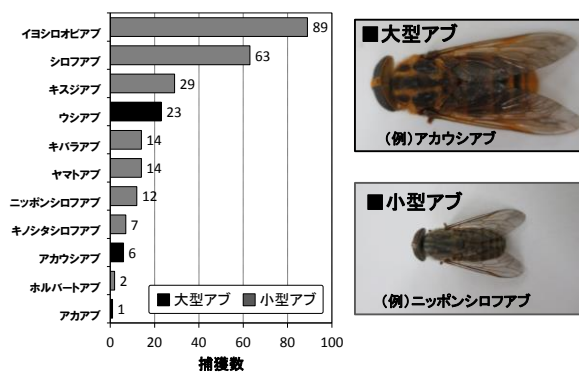 イヨシロオビアブ 89
シロフアブ 63
キスジアブ 29
ウシアブ 23
キバラアブ 14
ヤマトアブ 14
ニッポンシロフアブ 12
キノシタシロフアブ 7
アカウシアブ 6
ホルバートアブ 2
アカアブ 1
■大型アブ ■小型アブ
0 20 40 60 80 100
捕獲数
■大型アブ
(例)アカウシアブ
■小型アブ
(例)ニッポンシロフアブ